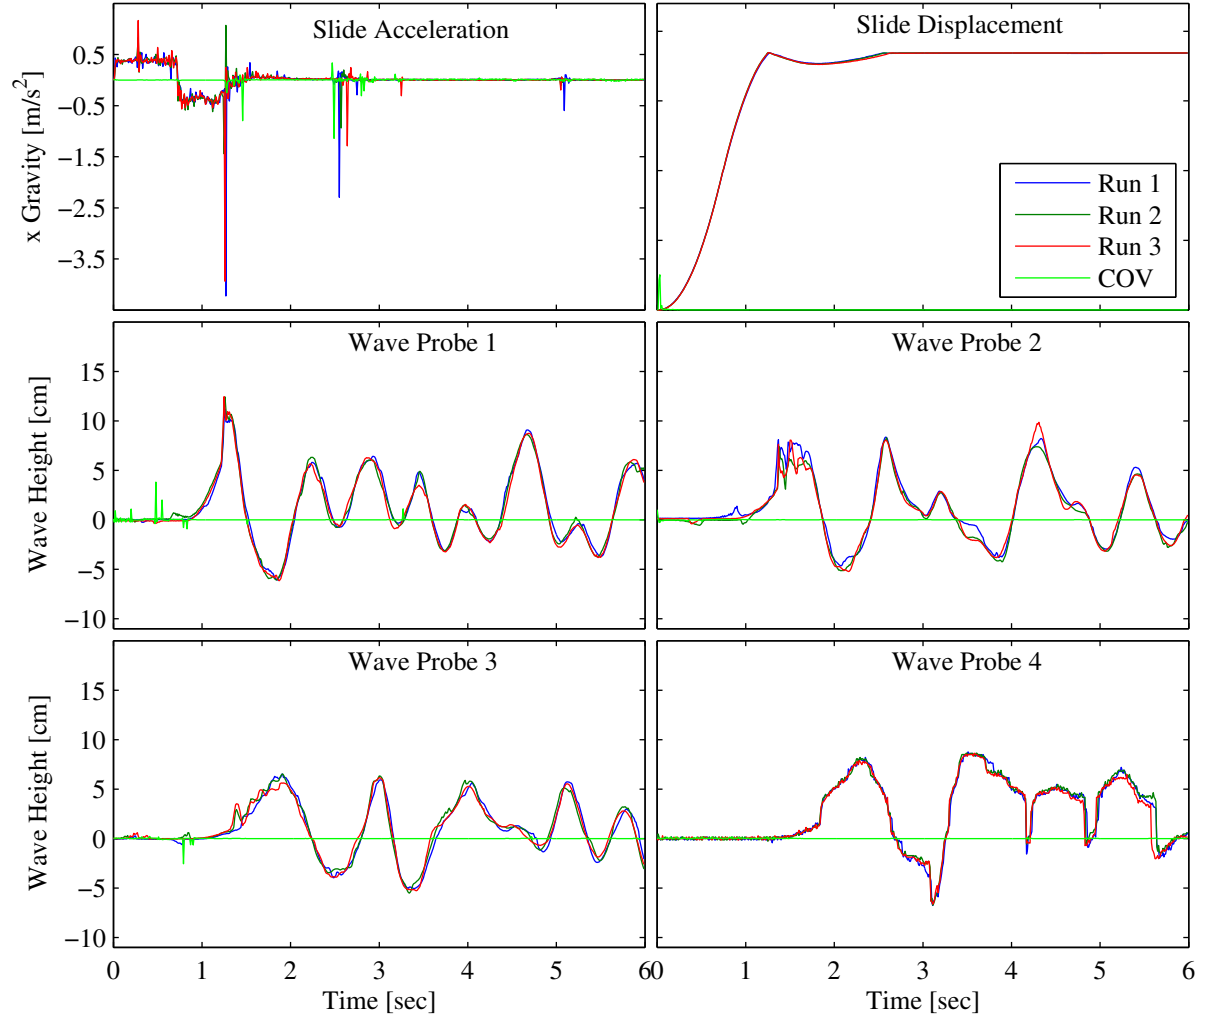 Slide Acceleration
Slide Displacement
x Gravity [m/s²]
0.5
−0.5
−1.5
−2.5
−3.5
Run 1
Run 2
Run 3
COV
Wave Probe 1
Wave Probe 2
Wave Height [cm]
15
10
5
0
−5
−10
Wave Probe 3
Wave Probe 4
Wave Height [cm]
15
10
5
0
−5
−10
0 1 2 3 4 5 6
0 1 2 3 4 5 6
Time [sec]
Time [sec]